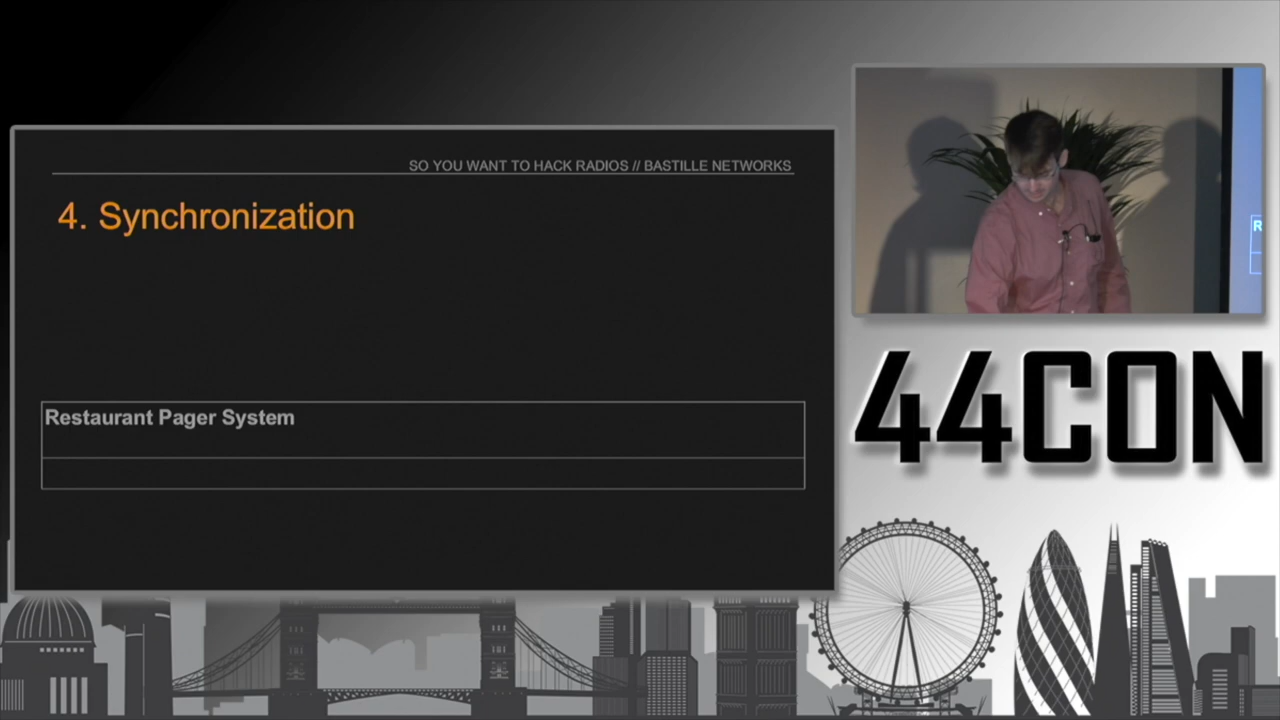 SO YOU WANT TO HACK RADIOS // BASTILLE NETWORKS
4. Synchronization
Restaurant Pager System
R
44CON